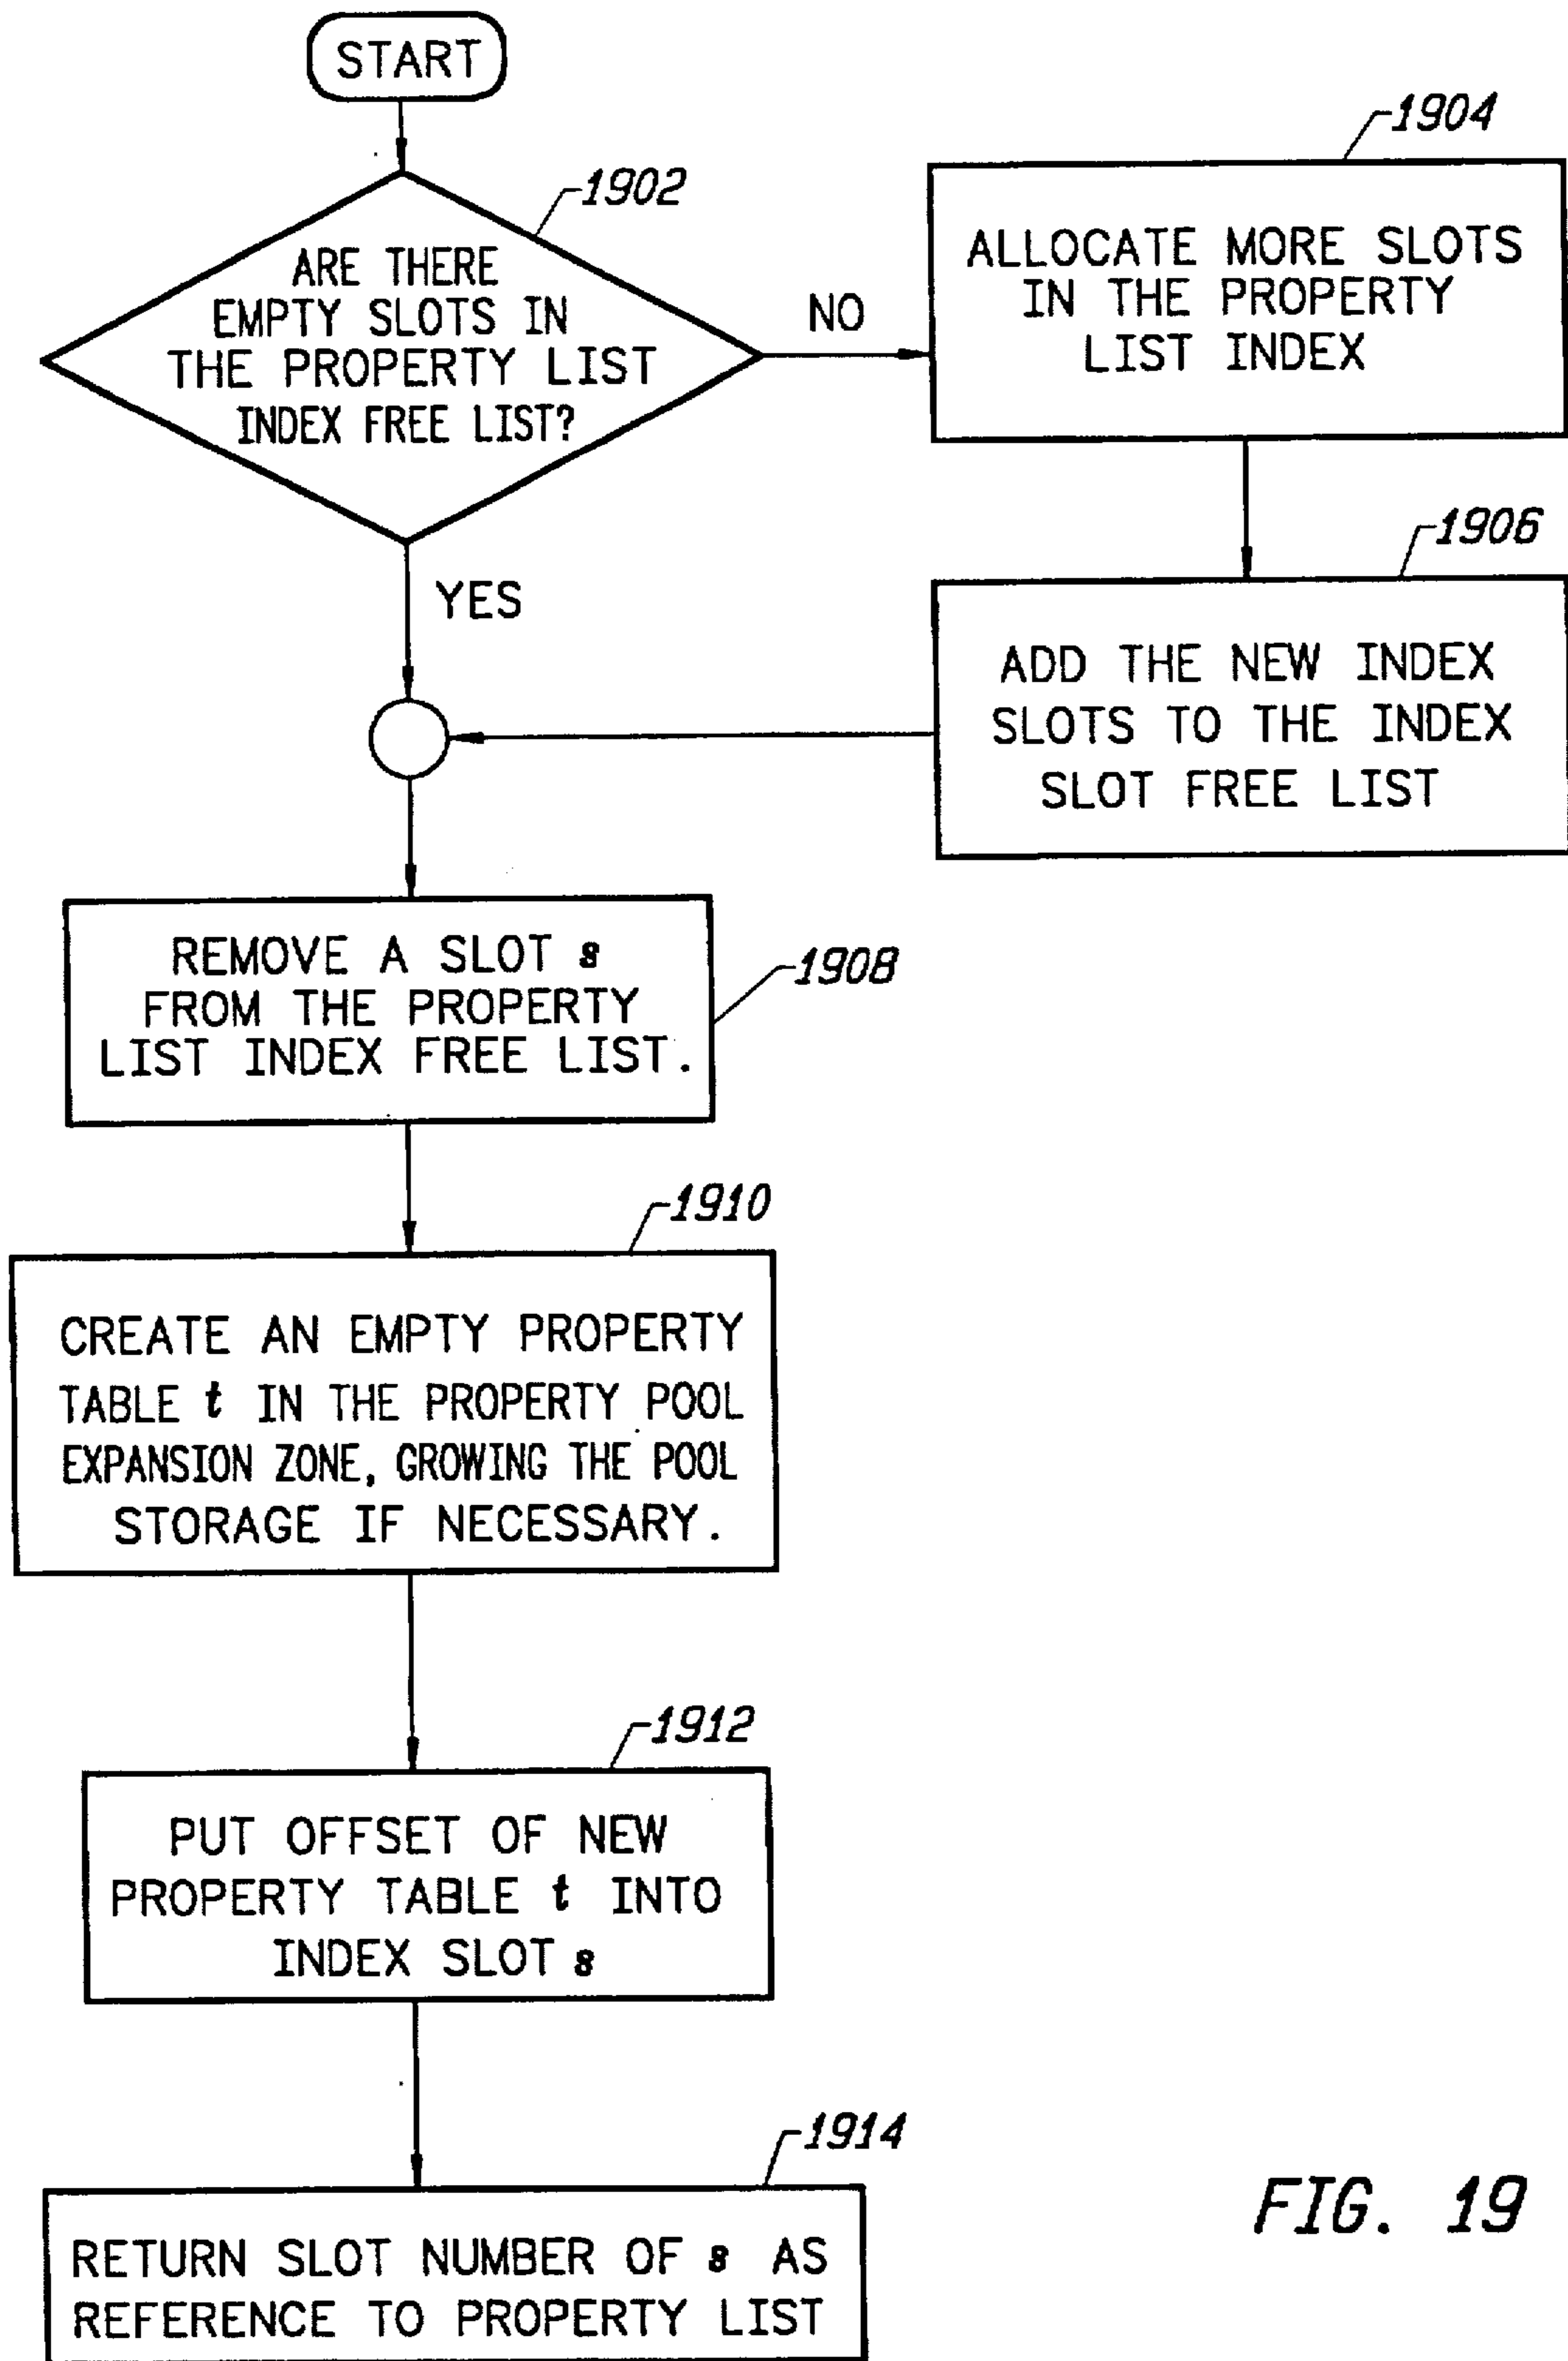 START
1902
ARE THERE
EMPTY SLOTS IN
THE PROPERTY LIST
INDEX FREE LIST?
NO
1904
ALLOCATE MORE SLOTS
IN THE PROPERTY
LIST INDEX
1906
ADD THE NEW INDEX
SLOTS TO THE INDEX
SLOT FREE LIST
YES
REMOVE A SLOT s
FROM THE PROPERTY
LIST INDEX FREE LIST.
1908
1910
CREATE AN EMPTY PROPERTY
TABLE t IN THE PROPERTY POOL
EXPANSION ZONE, GROWING THE POOL
STORAGE IF NECESSARY.
1912
PUT OFFSET OF NEW
PROPERTY TABLE t INTO
INDEX SLOT s
1914
RETURN SLOT NUMBER OF s AS
REFERENCE TO PROPERTY LIST
FIG. 19